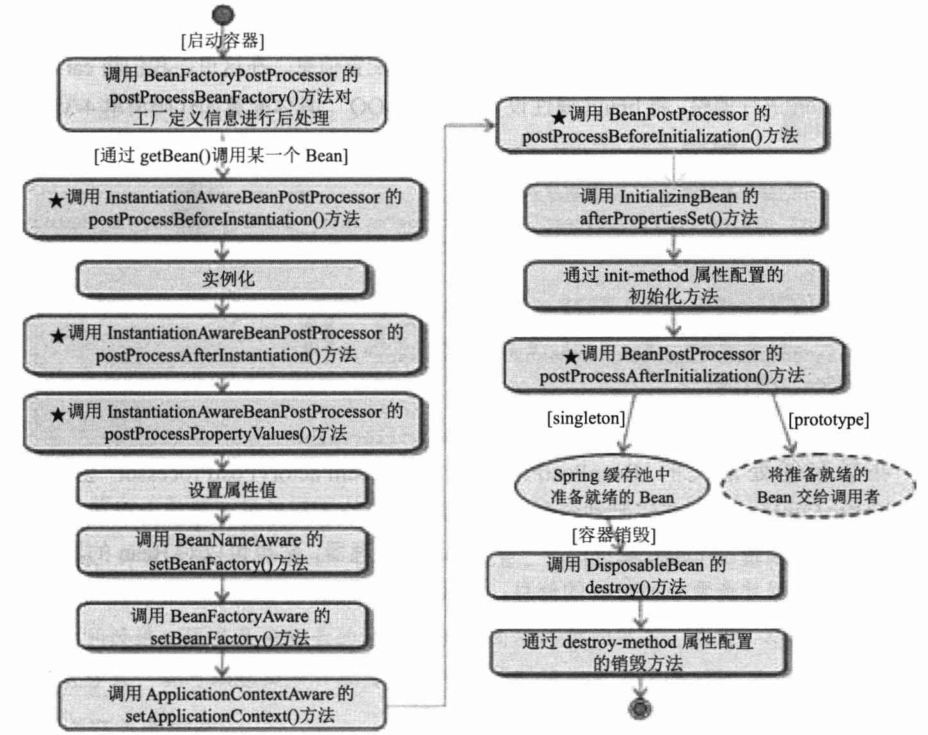 [启动容器]
调用 BeanFactoryPostProcessor 的
postProcessBeanFactory()方法对
工厂定义信息进行后处理
[通过 getBean()调用某一个 Bean]
★调用 InstantiationAwareBeanPostProcessor 的
postProcessBeforeInstantiation()方法
实例化
★调用 InstantiationAwareBeanPostProcessor 的
postProcessAfterInstantiation()方法
★调用 InstantiationAwareBeanPostProcessor 的
postProcessPropertyValues()方法
设置属性值
调用 BeanNameAware 的
setBeanFactory()方法
调用 BeanFactoryAware 的
setBeanFactory()方法
调用 ApplicationContextAware 的
setApplicationContext()方法
★调用 BeanPostProcessor 的
postProcessBeforeInitialization()方法
调用 InitializingBean 的
afterPropertiesSet()方法
通过 init-method 属性配置的
初始化方法
★调用 BeanPostProcessor 的
postProcessAfterInitialization()方法
[singleton]
[prototype]
Spring 缓存池中
准备就绪的 Bean
将准备就绪的
Bean 交给调用者
[容器销毁]
调用 DisposableBean 的
destroy()方法
通过 destroy-method 属性配置
的销毁方法